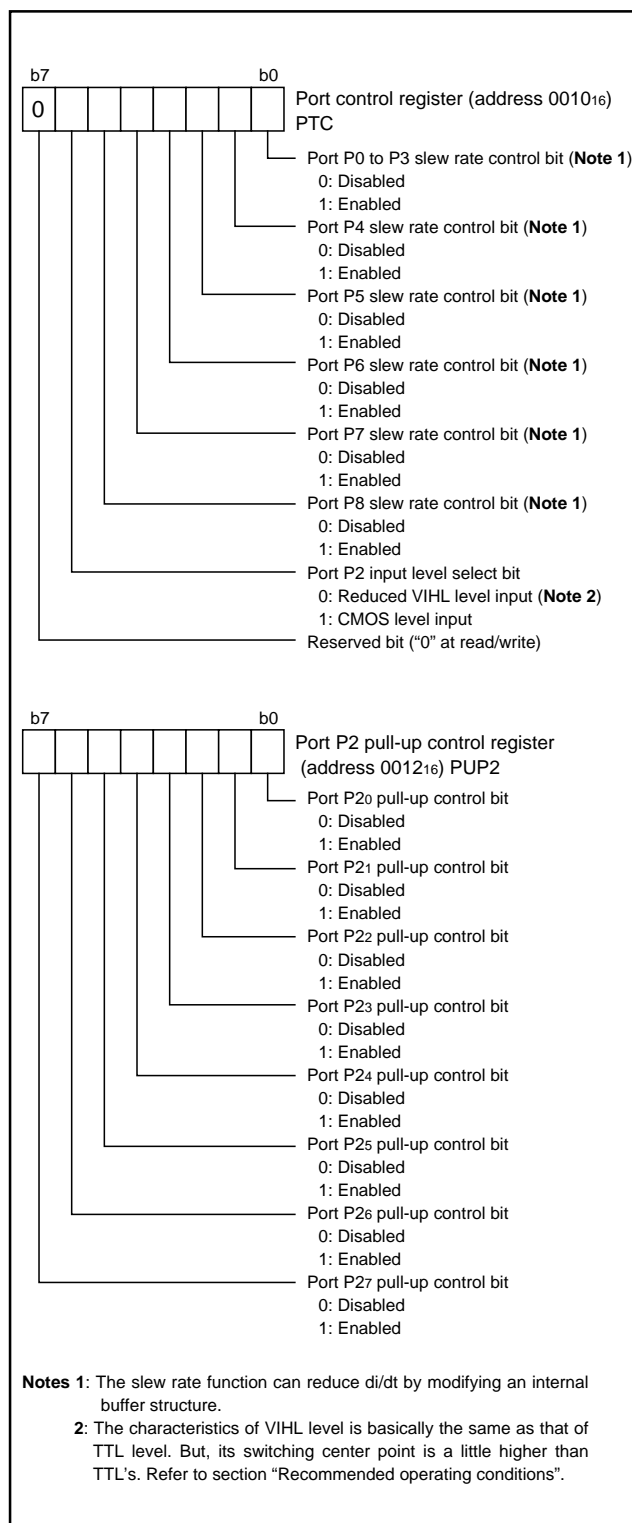 b7 b0
0
Port control register (address 0010₁₆)
PTC
Port P0 to P3 slew rate control bit (Note 1)
0: Disabled
1: Enabled
Port P4 slew rate control bit (Note 1)
0: Disabled
1: Enabled
Port P5 slew rate control bit (Note 1)
0: Disabled
1: Enabled
Port P6 slew rate control bit (Note 1)
0: Disabled
1: Enabled
Port P7 slew rate control bit (Note 1)
0: Disabled
1: Enabled
Port P8 slew rate control bit (Note 1)
0: Disabled
1: Enabled
Port P2 input level select bit
0: Reduced VIHL level input (Note 2)
1: CMOS level input
Reserved bit (“0” at read/write)
b7 b0
Port P2 pull-up control register
(address 0012₁₆) PUP2
Port P2₀ pull-up control bit
0: Disabled
1: Enabled
Port P2₁ pull-up control bit
0: Disabled
1: Enabled
Port P2₂ pull-up control bit
0: Disabled
1: Enabled
Port P2₃ pull-up control bit
0: Disabled
1: Enabled
Port P2₄ pull-up control bit
0: Disabled
1: Enabled
Port P2₅ pull-up control bit
0: Disabled
1: Enabled
Port P2₆ pull-up control bit
0: Disabled
1: Enabled
Port P2₇ pull-up control bit
0: Disabled
1: Enabled
Notes 1: The slew rate function can reduce di/dt by modifying an internal
buffer structure.
2: The characteristics of VIHL level is basically the same as that of
TTL level. But, its switching center point is a little higher than
TTL’s. Refer to section “Recommended operating conditions”.